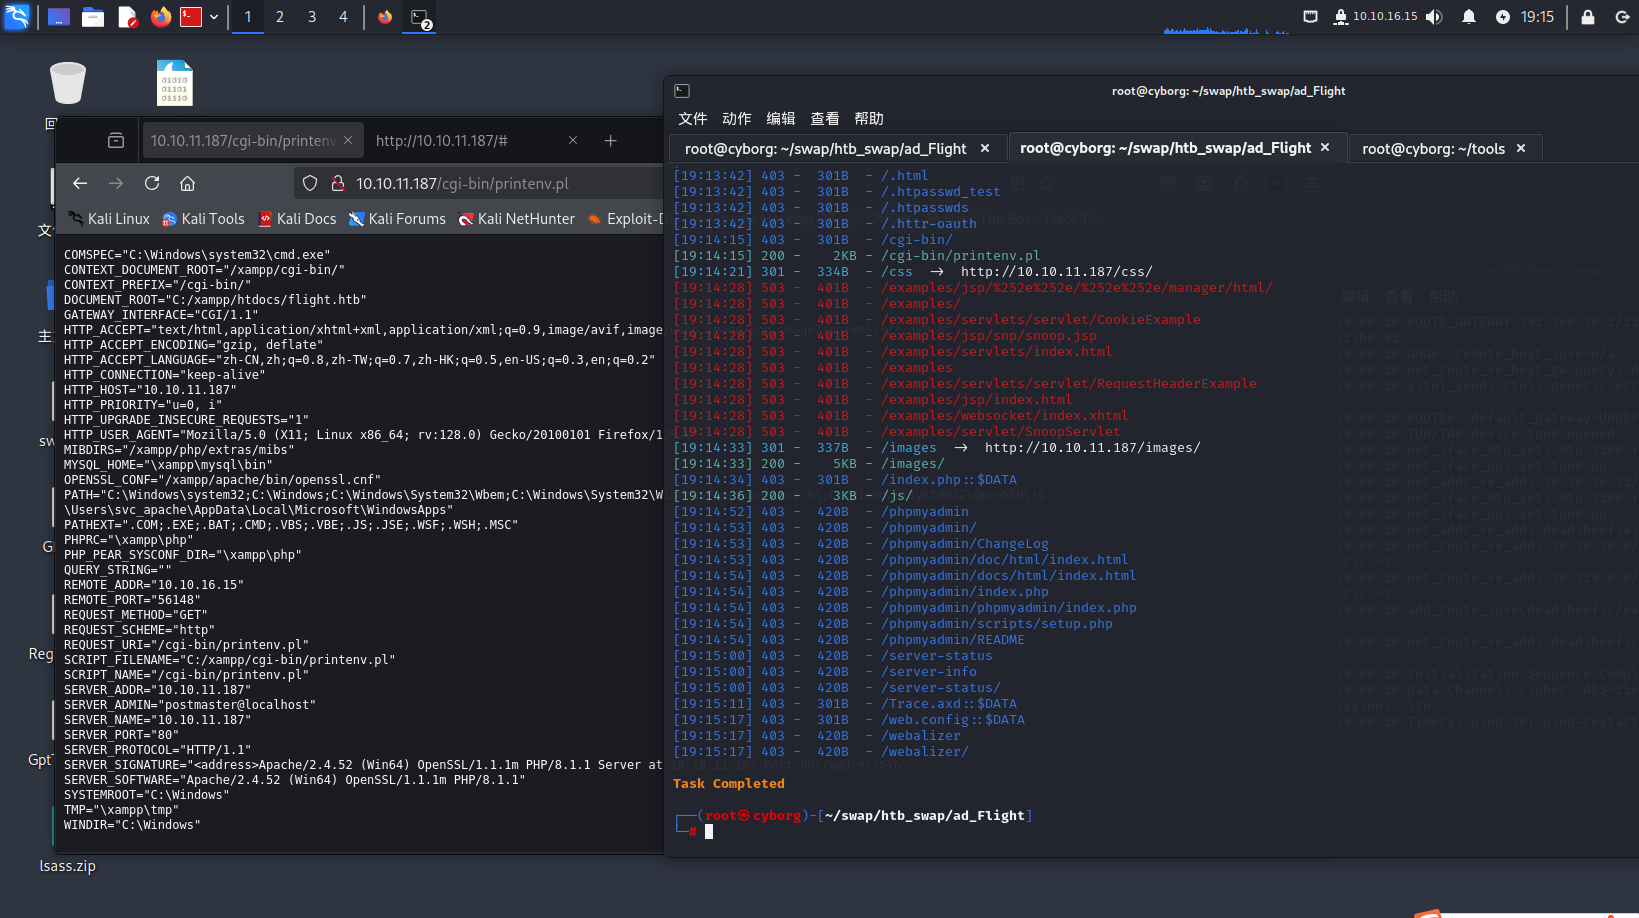 1 2 3 4
2
10.10.16.15
19:15
01010
01101
01110
回
文
主
sw
G
Reg
Gpt
lsass.zip
10.10.11.187/cgi-bin/printenv
http://10.10.11.187/#
10.10.11.187/cgi-bin/printenv.pl
Kali Linux Kali Tools Kali Docs Kali Forums Kali NetHunter Exploit-D
COMSPEC="C:\Windows\system32\cmd.exe"
CONTEXT_DOCUMENT_ROOT="/xampp/cgi-bin/"
CONTEXT_PREFIX="/cgi-bin/"
DOCUMENT_ROOT="C:/xampp/htdocs/flight.htb"
GATEWAY_INTERFACE="CGI/1.1"
HTTP_ACCEPT="text/html,application/xhtml+xml,application/xml;q=0.9,image/avif,image
HTTP_ACCEPT_ENCODING="gzip, deflate"
HTTP_ACCEPT_LANGUAGE="zh-CN,zh;q=0.8,zh-TW;q=0.7,zh-HK;q=0.5,en-US;q=0.3,en;q=0.2"
HTTP_CONNECTION="keep-alive"
HTTP_HOST="10.10.11.187"
HTTP_PRIORITY="u=0, i"
HTTP_UPGRADE_INSECURE_REQUESTS="1"
HTTP_USER_AGENT="Mozilla/5.0 (X11; Linux x86_64; rv:128.0) Gecko/20100101 Firefox/12
MIBDIRS="/xampp/php/extras/mibs"
MYSQL_HOME="\xampp\mysql\bin"
OPENSSL_CONF="/xampp/apache/bin/openssl.cnf"
PATH="C:\Windows\system32;C:\Windows;C:\Windows\System32\Wbem;C:\Windows\System32\W
\Users\svc_apache\AppData\Local\Microsoft\WindowsApps"
PATHEXT=".COM;.EXE;.BAT;.CMD;.VBS;.VBE;.JS;.JSE;.WSF;.WSH;.MSC"
PHPRC="\xampp\php"
PHP_PEAR_SYSCONF_DIR="\xampp\php"
QUERY_STRING=""
REMOTE_ADDR="10.10.16.15"
REMOTE_PORT="56148"
REQUEST_METHOD="GET"
REQUEST_SCHEME="http"
REQUEST_URI="/cgi-bin/printenv.pl"
SCRIPT_FILENAME="C:/xampp/cgi-bin/printenv.pl"
SCRIPT_NAME="/cgi-bin/printenv.pl"
SERVER_ADDR="10.10.11.187"
SERVER_ADMIN="postmaster@localhost"
SERVER_NAME="10.10.11.187"
SERVER_PORT="80"
SERVER_PROTOCOL="HTTP/1.1"
SERVER_SIGNATURE="<address>Apache/2.4.52 (Win64) OpenSSL/1.1.1m PHP/8.1.1 Server at
SERVER_SOFTWARE="Apache/2.4.52 (Win64) OpenSSL/1.1.1m PHP/8.1.1"
SYSTEMROOT="C:\Windows"
TMP="\xampp\tmp"
WINDIR="C:\Windows"
root@cyborg: ~/swap/htb_swap/ad_Flight
文件 动作 编辑 查看 帮助
root@cyborg: ~/swap/htb_swap/ad_Flight
root@cyborg: ~/swap/htb_swap/ad_Flight
root@cyborg: ~/tools
[19:13:42] 403 - 301B - /.html
[19:13:42] 403 - 301B - /.htpasswd_test
[19:13:42] 403 - 301B - /.htpasswds
[19:13:42] 403 - 301B - /.httr-oauth
[19:14:15] 403 - 301B - /cgi-bin/
[19:14:15] 200 - 2KB - /cgi-bin/printenv.pl
[19:14:21] 301 - 334B - /css → http://10.10.11.187/css/
[19:14:28] 503 - 401B - /examples/jsp/%252e%252e/%252e%252e/manager/html/
[19:14:28] 503 - 401B - /examples/
[19:14:28] 503 - 401B - /examples/servlets/servlet/CookieExample
[19:14:28] 503 - 401B - /examples/jsp/snp/snoop.jsp
[19:14:28] 503 - 401B - /examples/servlets/index.html
[19:14:28] 503 - 401B - /examples
[19:14:28] 503 - 401B - /examples/servlets/servlet/RequestHeaderExample
[19:14:28] 503 - 401B - /examples/jsp/index.html
[19:14:28] 503 - 401B - /examples/websocket/index.xhtml
[19:14:28] 503 - 401B - /examples/servlet/SnoopServlet
[19:14:33] 301 - 337B - /images → http://10.10.11.187/images/
[19:14:33] 200 - 5KB - /images/
[19:14:34] 403 - 301B - /index.php::$DATA
[19:14:36] 200 - 3KB - /js/
[19:14:52] 403 - 420B - /phpmyadmin
[19:14:53] 403 - 420B - /phpmyadmin/
[19:14:53] 403 - 420B - /phpmyadmin/ChangeLog
[19:14:53] 403 - 420B - /phpmyadmin/doc/html/index.html
[19:14:54] 403 - 420B - /phpmyadmin/docs/html/index.html
[19:14:54] 403 - 420B - /phpmyadmin/index.php
[19:14:54] 403 - 420B - /phpmyadmin/phpmyadmin/index.php
[19:14:54] 403 - 420B - /phpmyadmin/scripts/setup.php
[19:14:54] 403 - 420B - /phpmyadmin/README
[19:15:00] 403 - 420B - /server-status
[19:15:00] 403 - 420B - /server-info
[19:15:00] 403 - 420B - /server-status/
[19:15:11] 403 - 301B - /Trace.axd::$DATA
[19:15:17] 403 - 301B - /web.config::$DATA
[19:15:17] 403 - 420B - /webalizer
[19:15:17] 403 - 420B - /webalizer/
Task Completed
(root㉿cyborg)-[~/swap/htb_swap/ad_Flight]
#